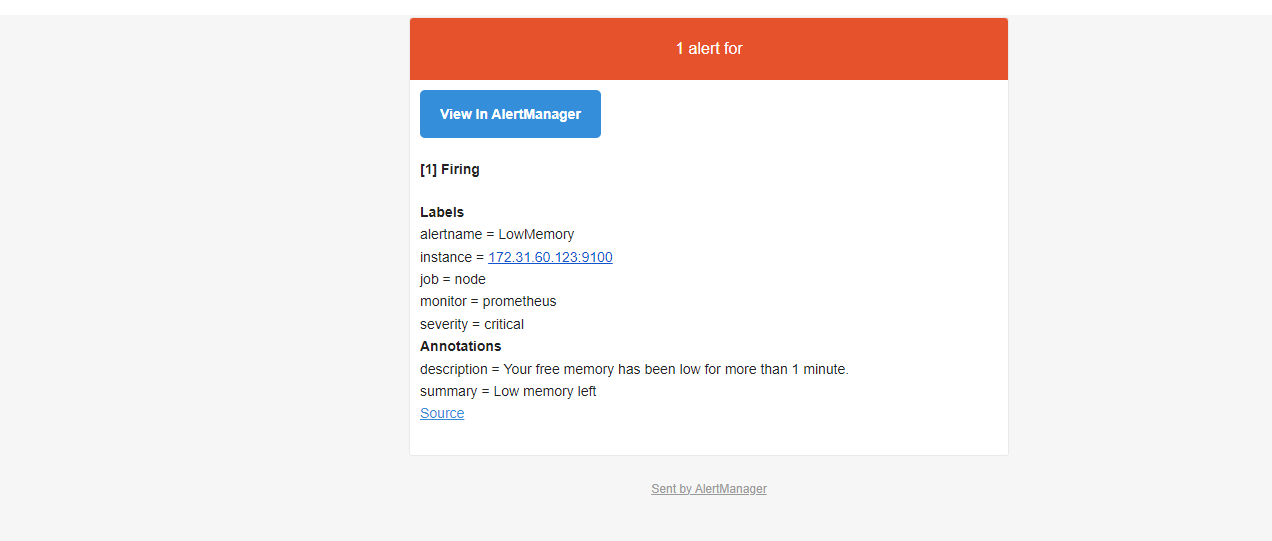 1 alert for
View In AlertManager
[1] Firing
Labels
alertname = LowMemory
instance = 172.31.60.123:9100
job = node
monitor = prometheus
severity = critical
Annotations
description = Your free memory has been low for more than 1 minute.
summary = Low memory left
Source
Sent by AlertManager